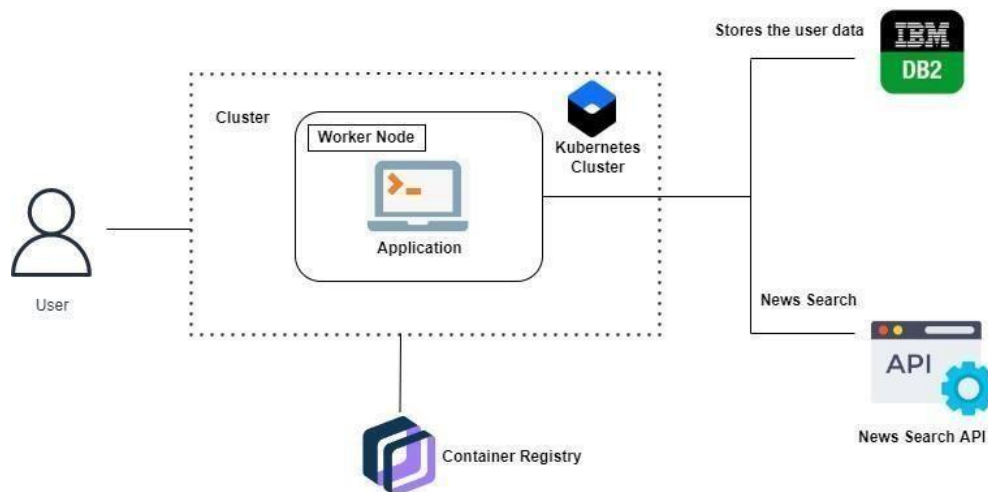 Stores the user data
IBM
DB2
Cluster
Worker Node
Kubernetes
Cluster
Application
User
News Search
API
News Search API
Container Registry